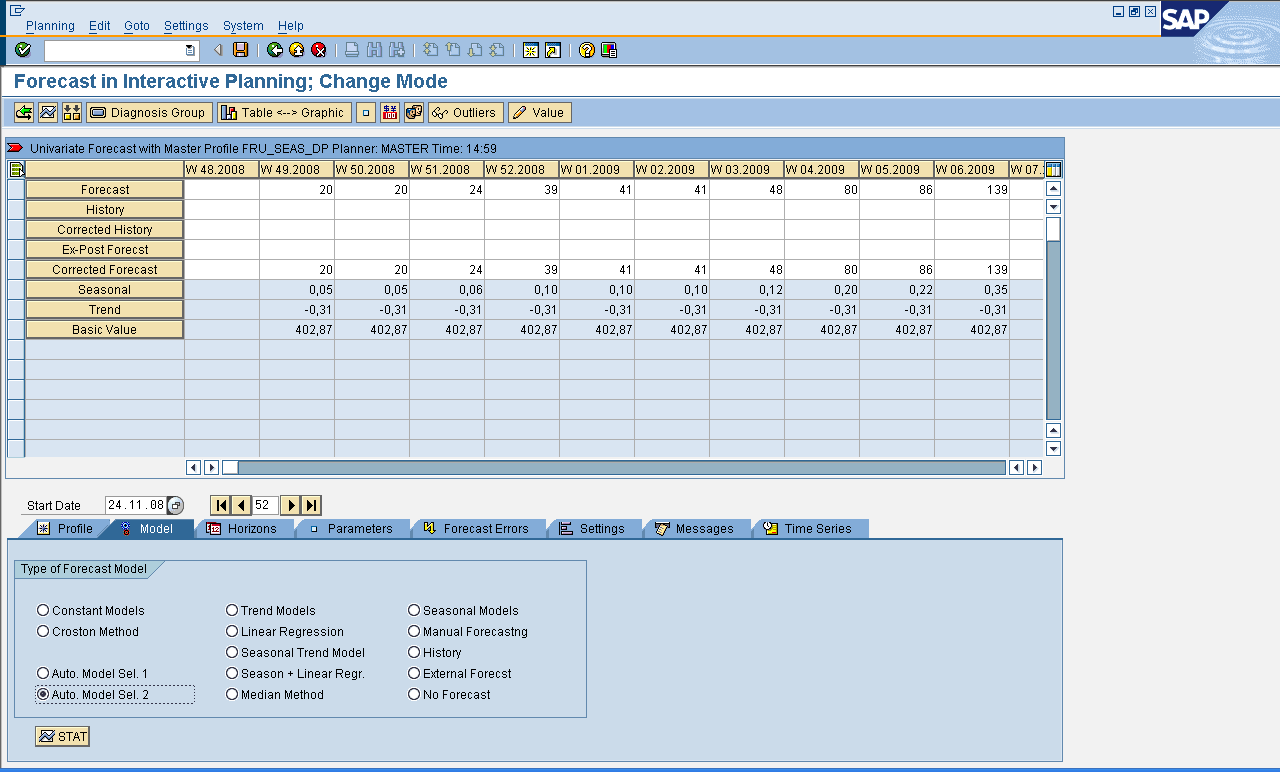 Planning Edit Goto Settings System Help
SAP
Forecast in Interactive Planning; Change Mode
Diagnosis Group Table <--> Graphic Outliers Value
Univariate Forecast with Master Profile FRU_SEAS_DP Planner: MASTER Time: 14:59
W 48.2008 W 49.2008 W 50.2008 W 51.2008 W 52.2008 W 01.2009 W 02.2009 W 03.2009 W 04.2009 W 05.2009 W 06.2009 W 07.
Forecast 20 20 24 39 41 41 48 80 86 139
History
Corrected History
Ex-Post Forecst
Corrected Forecast 20 20 24 39 41 41 48 80 86 139
Seasonal 0,05 0,05 0,06 0,10 0,10 0,10 0,12 0,20 0,22 0,35
Trend -0,31 -0,31 -0,31 -0,31 -0,31 -0,31 -0,31 -0,31 -0,31 -0,31
Basic Value 402,87 402,87 402,87 402,87 402,87 402,87 402,87 402,87 402,87 402,87
Start Date 24.11.08 52
Profile Model Horizons Parameters Forecast Errors Settings Messages Time Series
Type of Forecast Model
Constant Models Trend Models Seasonal Models
Croston Method Linear Regression Manual Forecastng
Seasonal Trend Model History
Auto. Model Sel. 1 Season + Linear Regr. External Forecst
Auto. Model Sel. 2 Median Method No Forecast
STAT